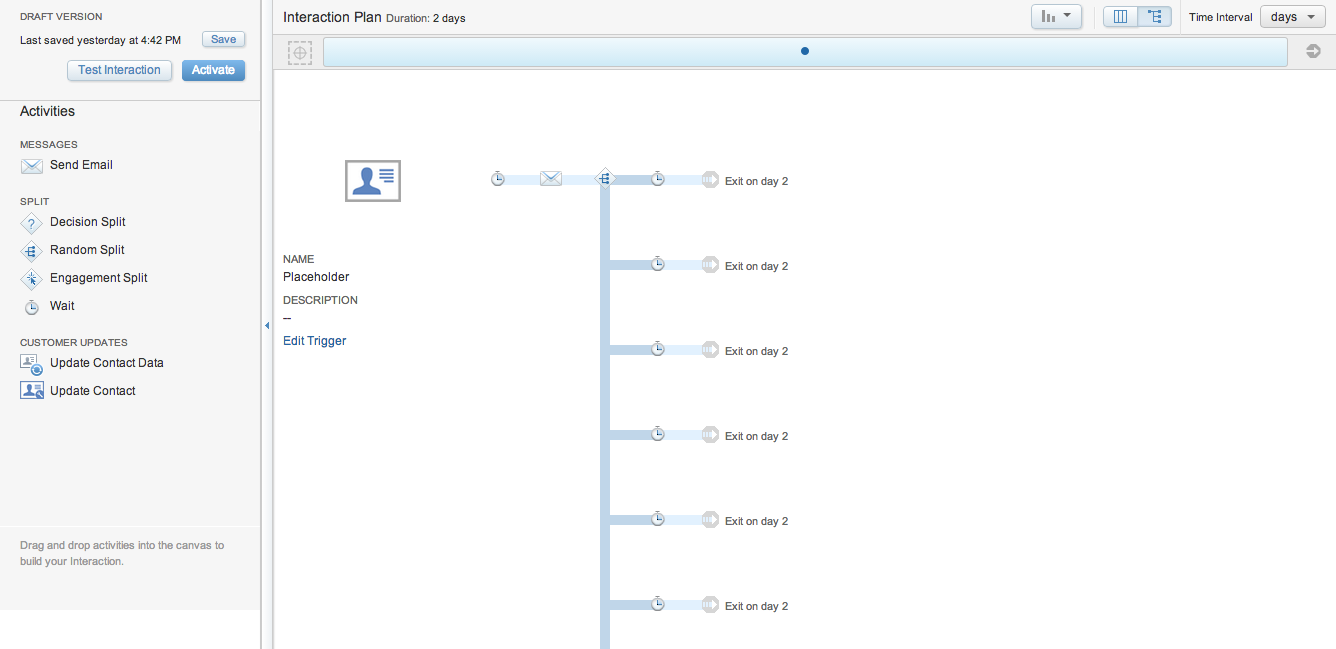 DRAFT VERSION
Last saved yesterday at 4:42 PM
Save
Test Interaction
Activate
Activities
MESSAGES
Send Email
SPLIT
Decision Split
Random Split
Engagement Split
Wait
CUSTOMER UPDATES
Update Contact Data
Update Contact
Drag and drop activities into the canvas to
build your Interaction.
Interaction Plan Duration: 2 days
Time Interval
days
NAME
Placeholder
DESCRIPTION
--
Edit Trigger
Exit on day 2
Exit on day 2
Exit on day 2
Exit on day 2
Exit on day 2
Exit on day 2